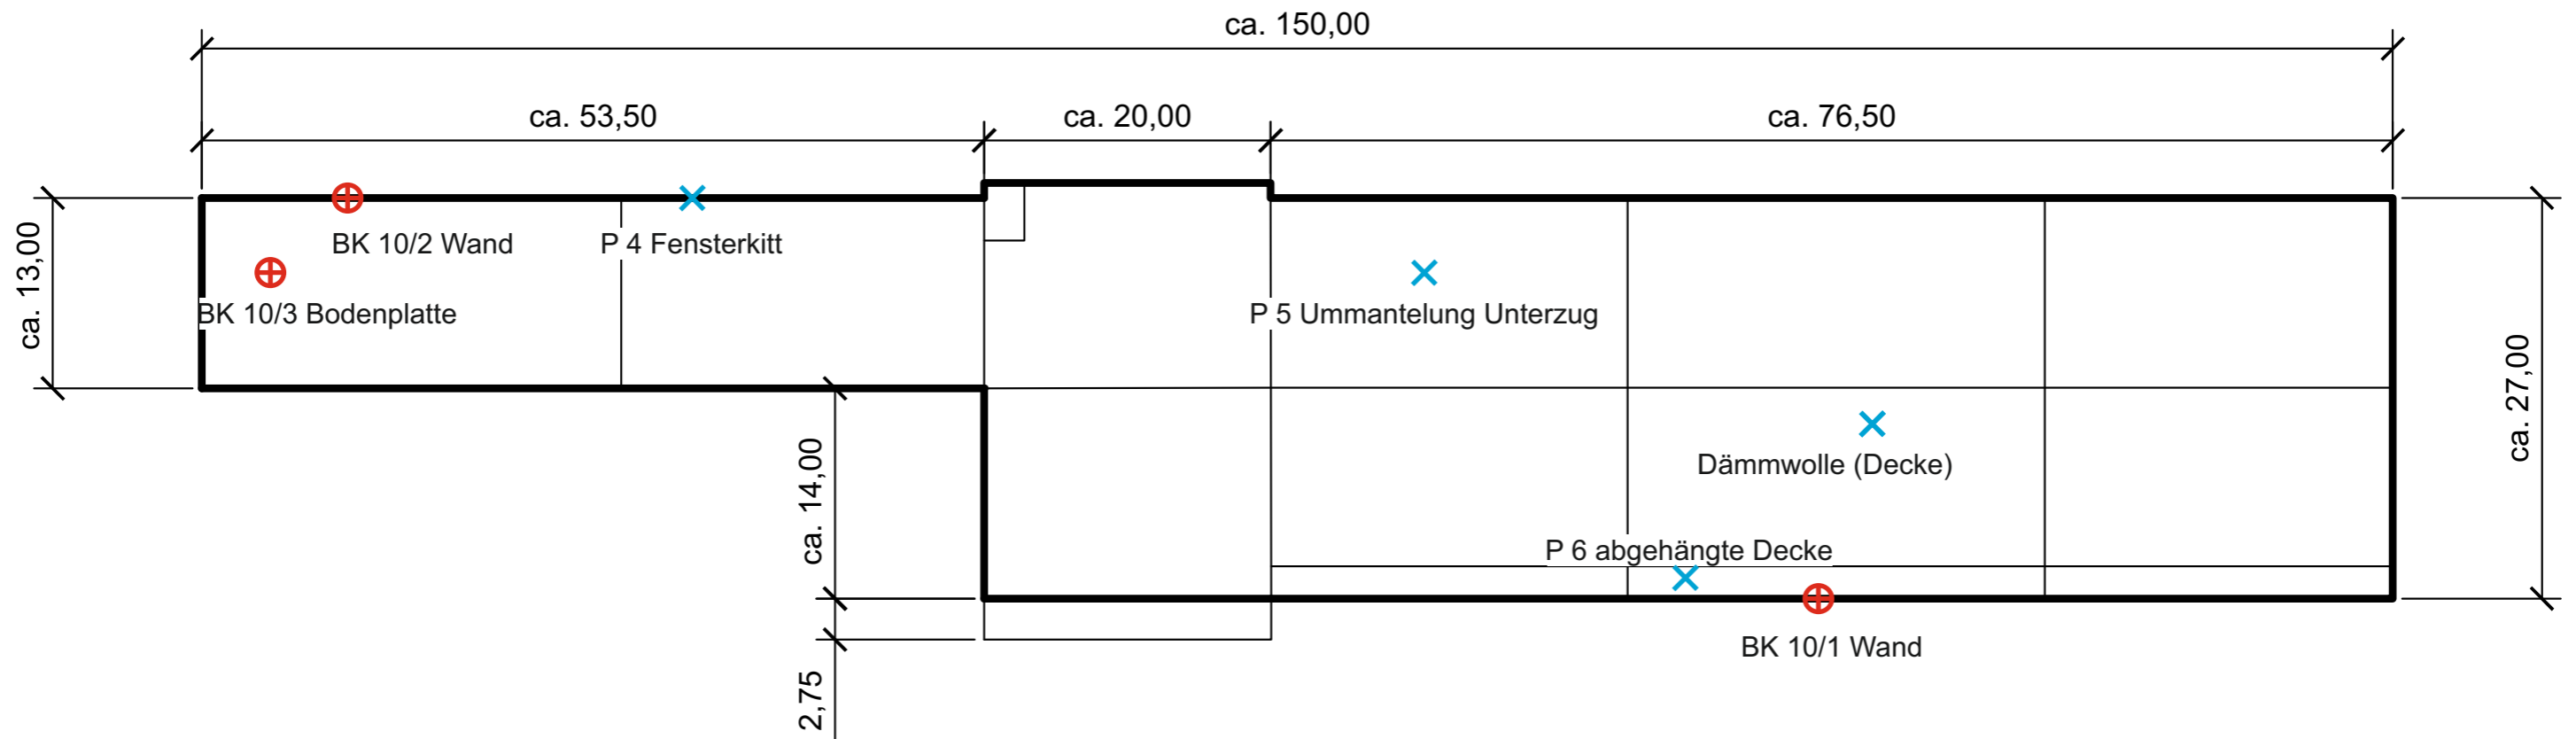 ca. 150,00
ca. 53,50
ca. 20,00
ca. 76,50
BK 10/2 Wand
P 4 Fensterkitt
ca. 13,00
BK 10/3 Bodenplatte
P 5 Ummantelung Unterzug
ca. 27,00
Dämmwolle (Decke)
ca. 14,00
P 6 abgehängte Decke
BK 10/1 Wand
2,75